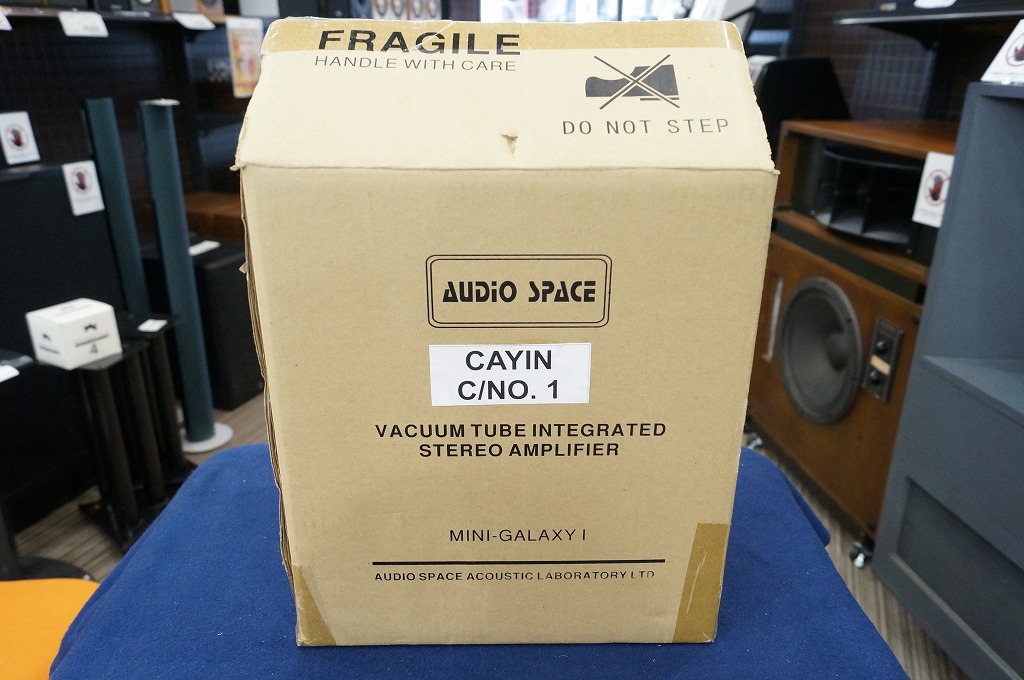 FRAGILE
HANDLE WITH CARE
DO NOT STEP
AUDiO SPACE
CAYIN
C/NO. 1
VACUUM TUBE INTEGRATED
STEREO AMPLIFIER
MINI-GALAXY I
AUDIO SPACE ACOUSTIC LABORATORY LTD
4